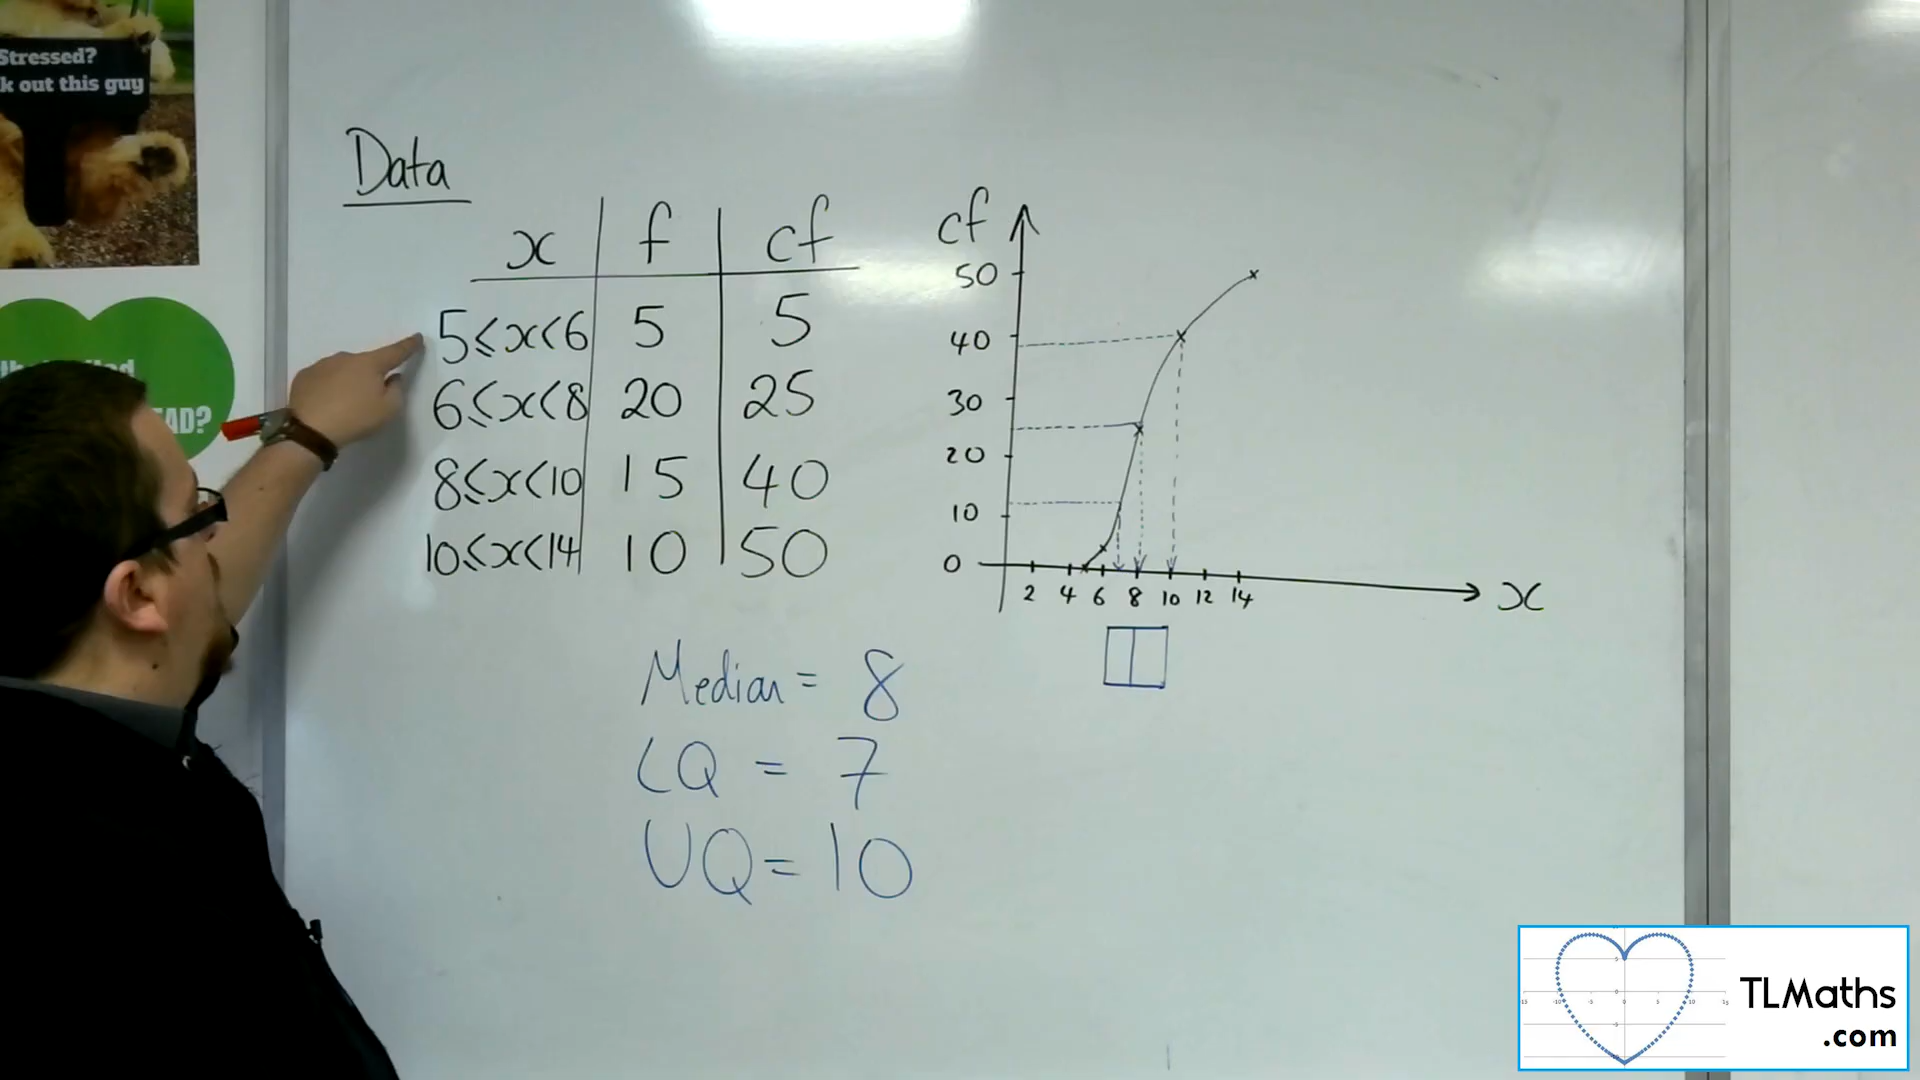 Stressed?
k out this guy
EAD?
Data
x f cf
5≤x<6 5 5
6≤x<8 20 25
8≤x<10 15 40
10≤x<14 10 50
Median = 8
LQ = 7
UQ = 10
cf
50
40
30
20
10
0
2 4 6 8 10 12 14
x
TLMaths
.com